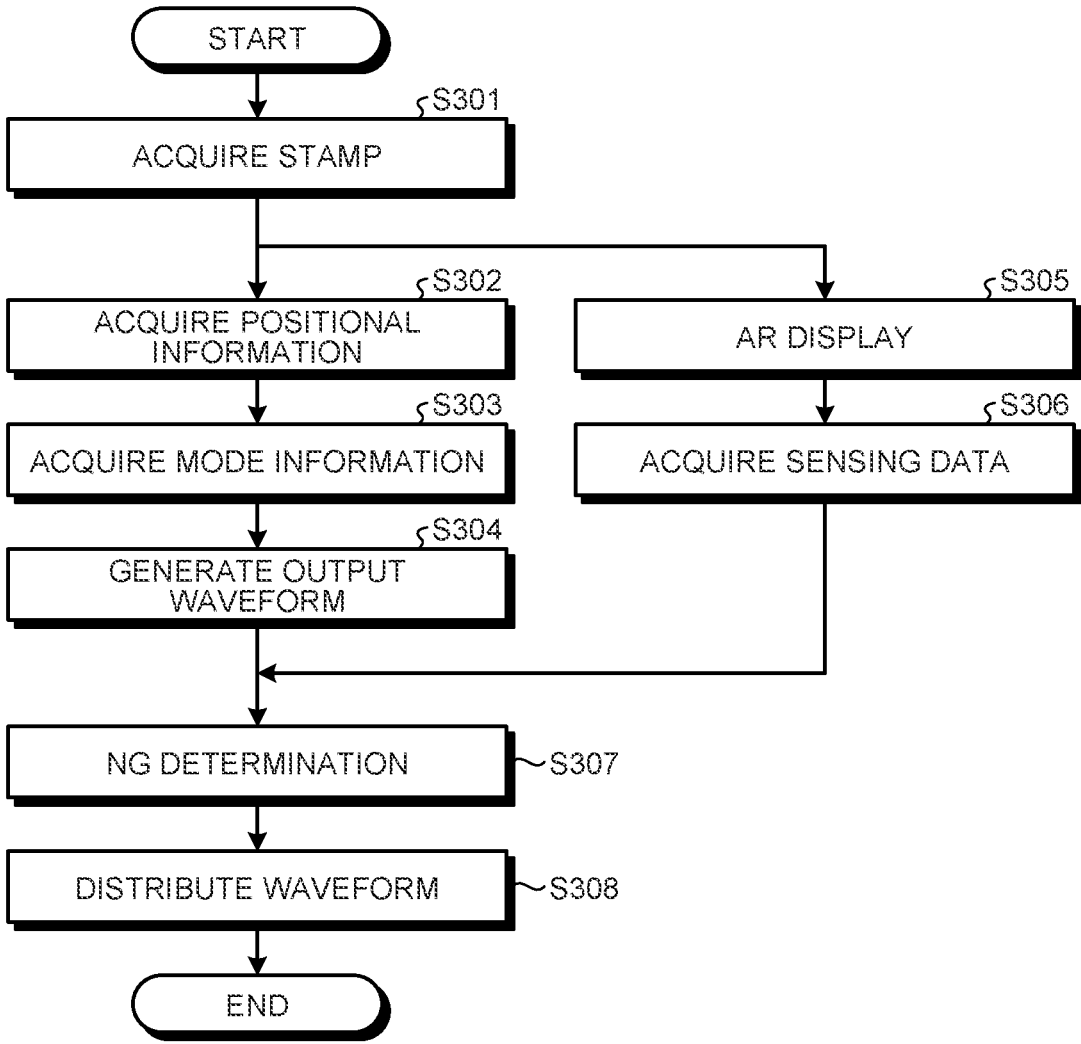 START
S301
ACQUIRE STAMP
S302
ACQUIRE POSITIONAL
INFORMATION
S303
ACQUIRE MODE INFORMATION
S304
GENERATE OUTPUT
WAVEFORM
S305
AR DISPLAY
S306
ACQUIRE SENSING DATA
NG DETERMINATION
S307
DISTRIBUTE WAVEFORM
S308
END